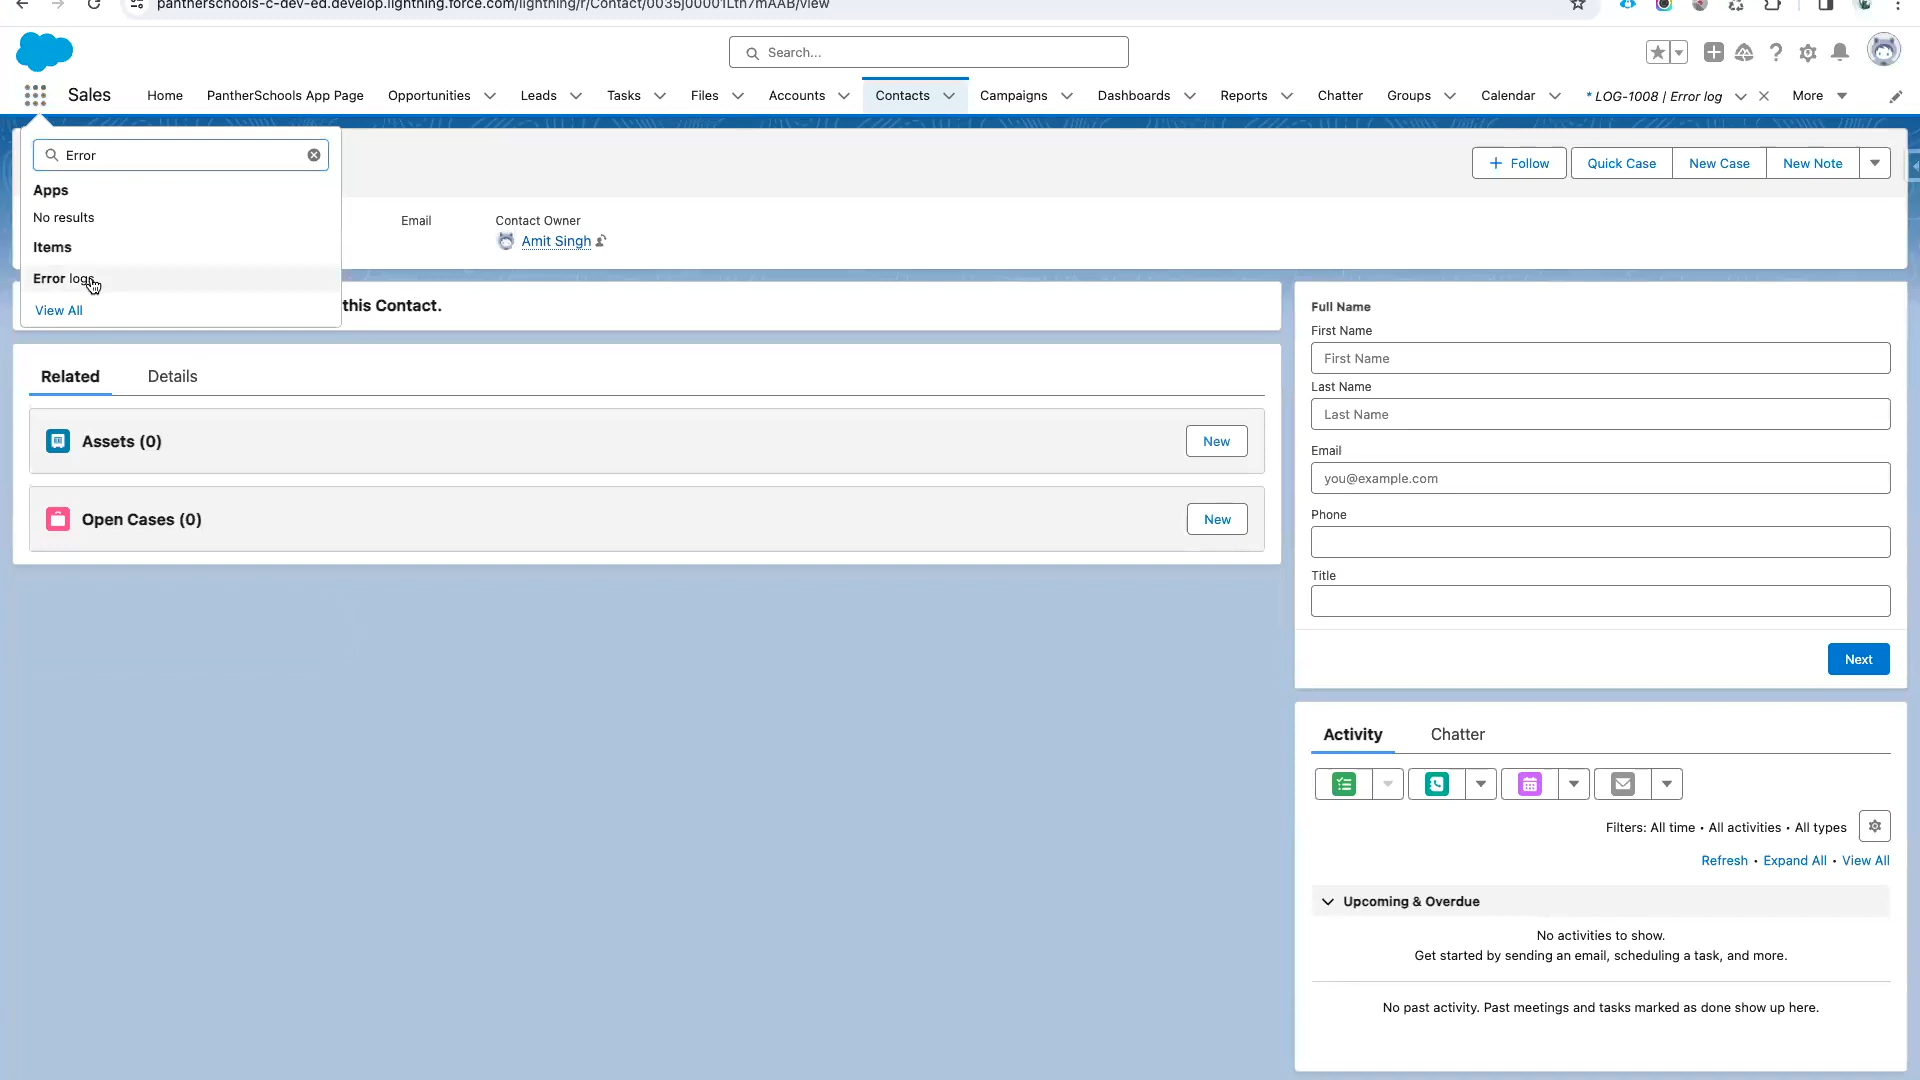 pantherschools-c-dev-ed.develop.lightning.force.com/lightning/r/Contact/0035j00001Lth7mAAB/view
Search...
Sales
Home
PantherSchools App Page
Opportunities
Leads
Tasks
Files
Accounts
Contacts
Campaigns
Dashboards
Reports
Chatter
Groups
Calendar
* LOG-1008 | Error log
More
Error
Apps
No results
Items
Error logs
View All
Follow
Quick Case
New Case
New Note
Email
Contact Owner
Amit Singh
this Contact.
Related
Details
Assets (0)
New
Open Cases (0)
New
Full Name
First Name
First Name
Last Name
Last Name
Email
you@example.com
Phone
Title
Next
Activity
Chatter
Filters: All time • All activities • All types
Refresh • Expand All • View All
Upcoming & Overdue
No activities to show.
Get started by sending an email, scheduling a task, and more.
No past activity. Past meetings and tasks marked as done show up here.